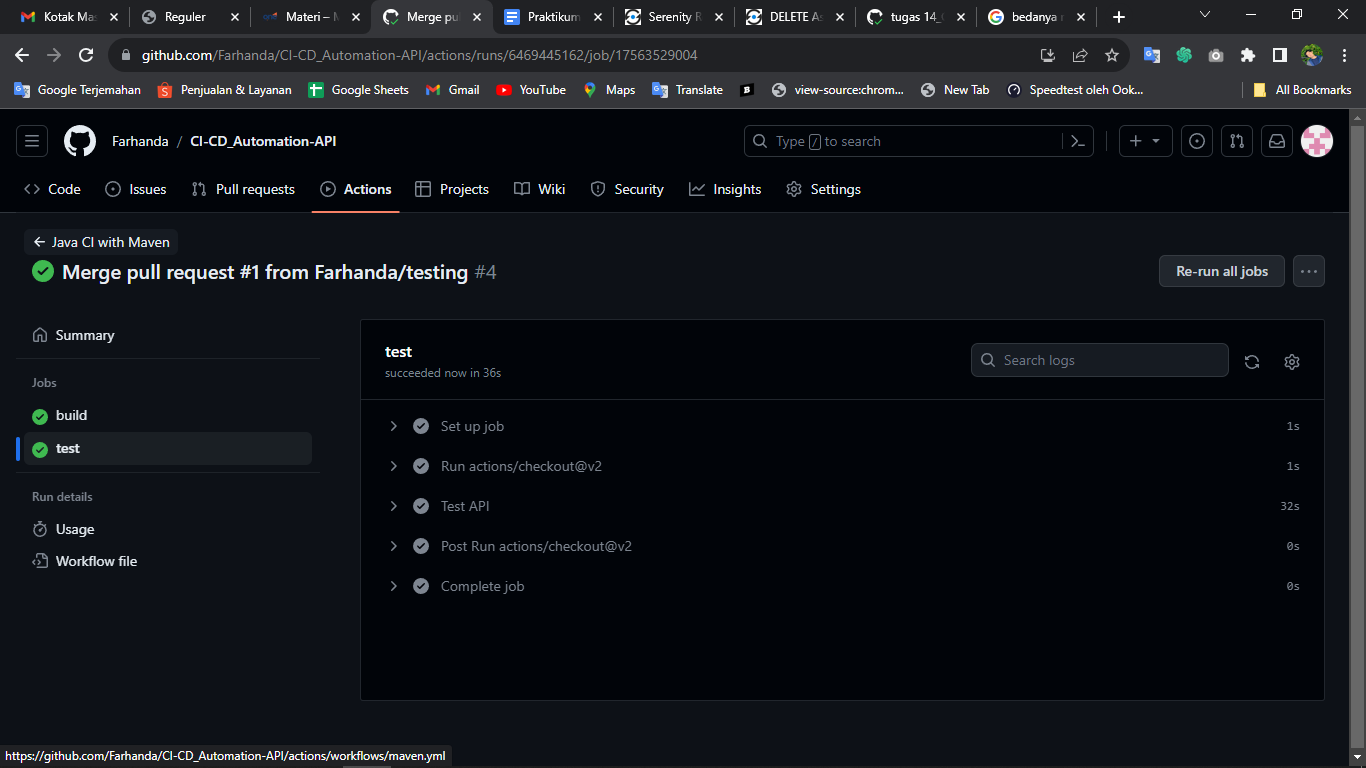 Kotak Mas
Reguler
Materi – M
Merge pul
Praktikum
Serenity R
DELETE As
tugas 14_
bedanya
github.com/Farhanda/CI-CD_Automation-API/actions/runs/6469445162/job/17563529004
Google Terjemahan
Penjualan & Layanan
Google Sheets
Gmail
YouTube
Maps
Translate
view-source:chrom...
New Tab
Speedtest oleh Ook...
All Bookmarks
Farhanda / CI-CD_Automation-API
Type / to search
Code
Issues
Pull requests
Actions
Projects
Wiki
Security
Insights
Settings
Java CI with Maven
Merge pull request #1 from Farhanda/testing #4
Re-run all jobs
Summary
Jobs
build
test
Run details
Usage
Workflow file
test
succeeded now in 36s
Search logs
Set up job 1s
Run actions/checkout@v2 1s
Test API 32s
Post Run actions/checkout@v2 0s
Complete job 0s
https://github.com/Farhanda/CI-CD_Automation-API/actions/workflows/maven.yml